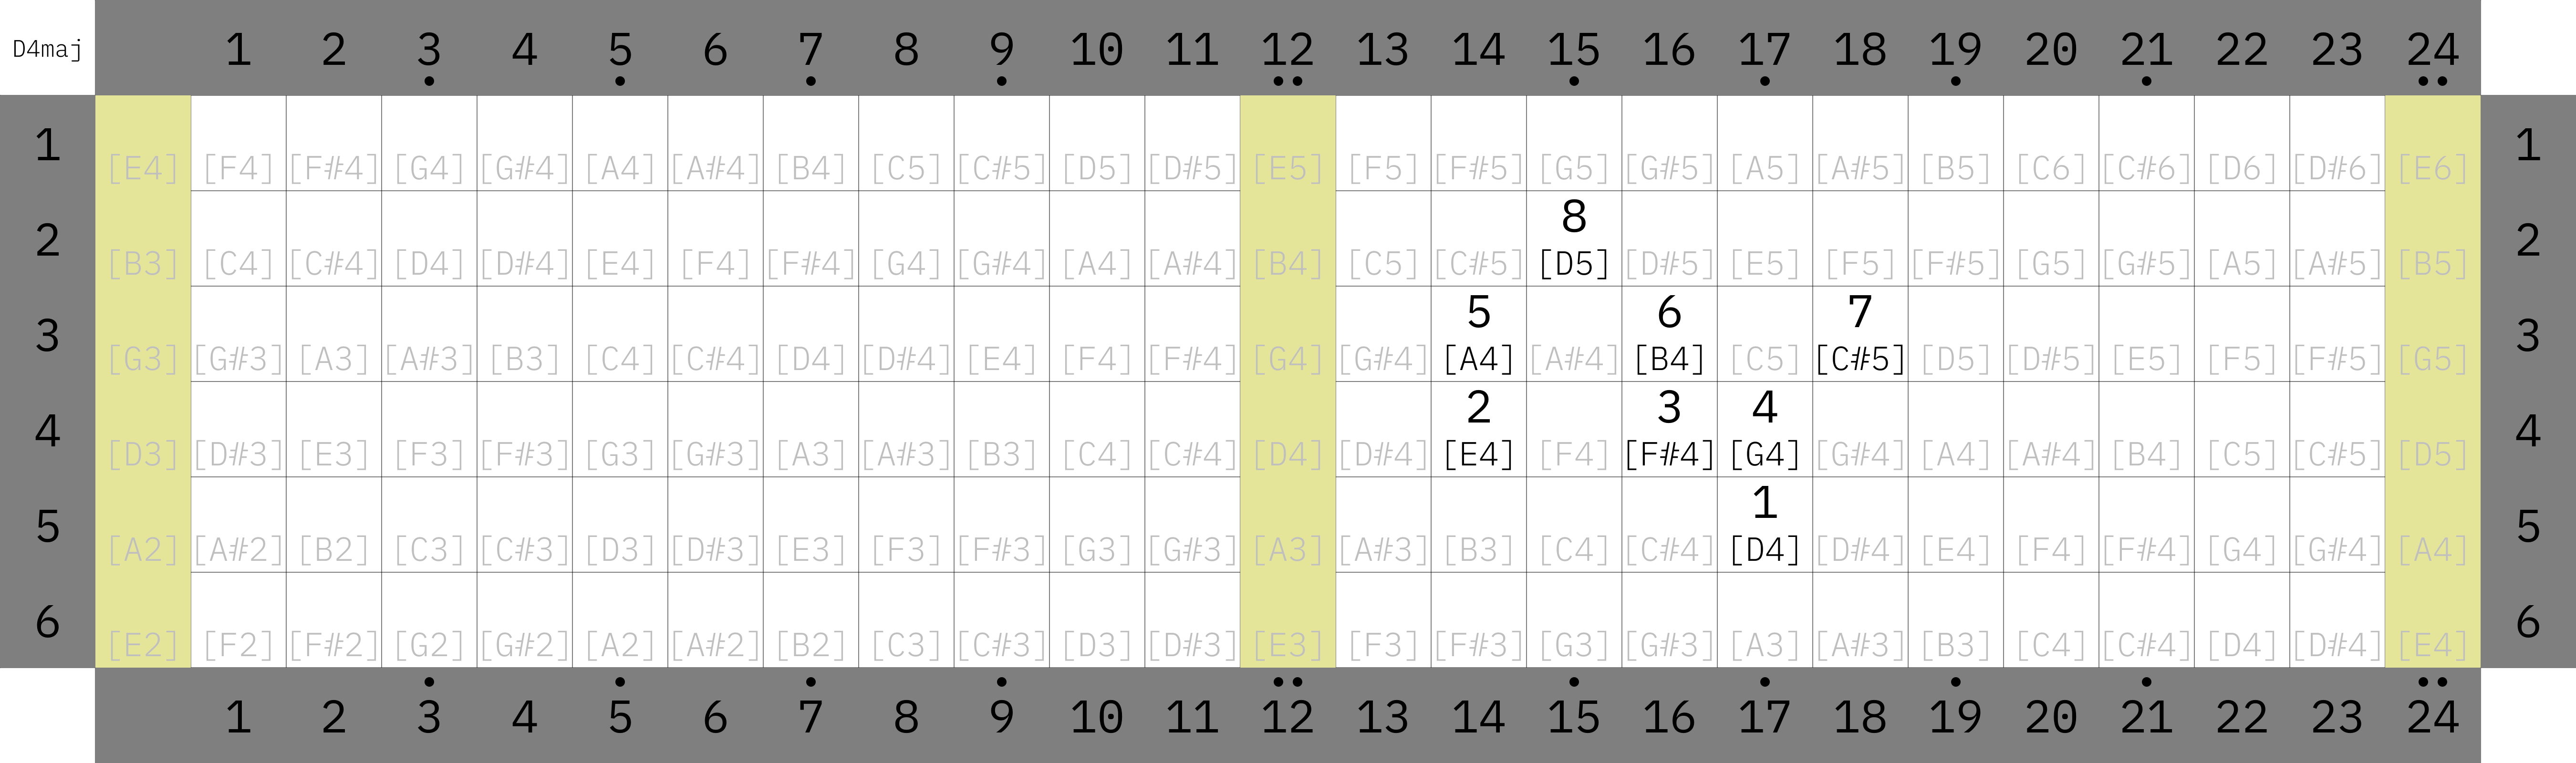 D4maj 1 2 3 4 5 6 7 8 9 10 11 12 13 14 15 16 17 18 19 20 21 22 23 24
1 1
[E4] [F4] [F#4] [G4] [G#4] [A4] [A#4] [B4] [C5] [C#5] [D5] [D#5] [E5] [F5] [F#5] [G5] [G#5] [A5] [A#5] [B5] [C6] [C#6] [D6] [D#6] [E6]
8
2 2
[B3] [C4] [C#4] [D4] [D#4] [E4] [F4] [F#4] [G4] [G#4] [A4] [A#4] [B4] [C5] [C#5] [D5] [D#5] [E5] [F5] [F#5] [G5] [G#5] [A5] [A#5] [B5]
5 6 7
3 3
[G3] [G#3] [A3] [A#3] [B3] [C4] [C#4] [D4] [D#4] [E4] [F4] [F#4] [G4] [G#4] [A4] [A#4] [B4] [C5] [C#5] [D5] [D#5] [E5] [F5] [F#5] [G5]
2 3 4
4 4
[D3] [D#3] [E3] [F3] [F#3] [G3] [G#3] [A3] [A#3] [B3] [C4] [C#4] [D4] [D#4] [E4] [F4] [F#4] [G4] [G#4] [A4] [A#4] [B4] [C5] [C#5] [D5]
1
5 5
[A2] [A#2] [B2] [C3] [C#3] [D3] [D#3] [E3] [F3] [F#3] [G3] [G#3] [A3] [A#3] [B3] [C4] [C#4] [D4] [D#4] [E4] [F4] [F#4] [G4] [G#4] [A4]
6 6
[E2] [F2] [F#2] [G2] [G#2] [A2] [A#2] [B2] [C3] [C#3] [D3] [D#3] [E3] [F3] [F#3] [G3] [G#3] [A3] [A#3] [B3] [C4] [C#4] [D4] [D#4] [E4]
1 2 3 4 5 6 7 8 9 10 11 12 13 14 15 16 17 18 19 20 21 22 23 24